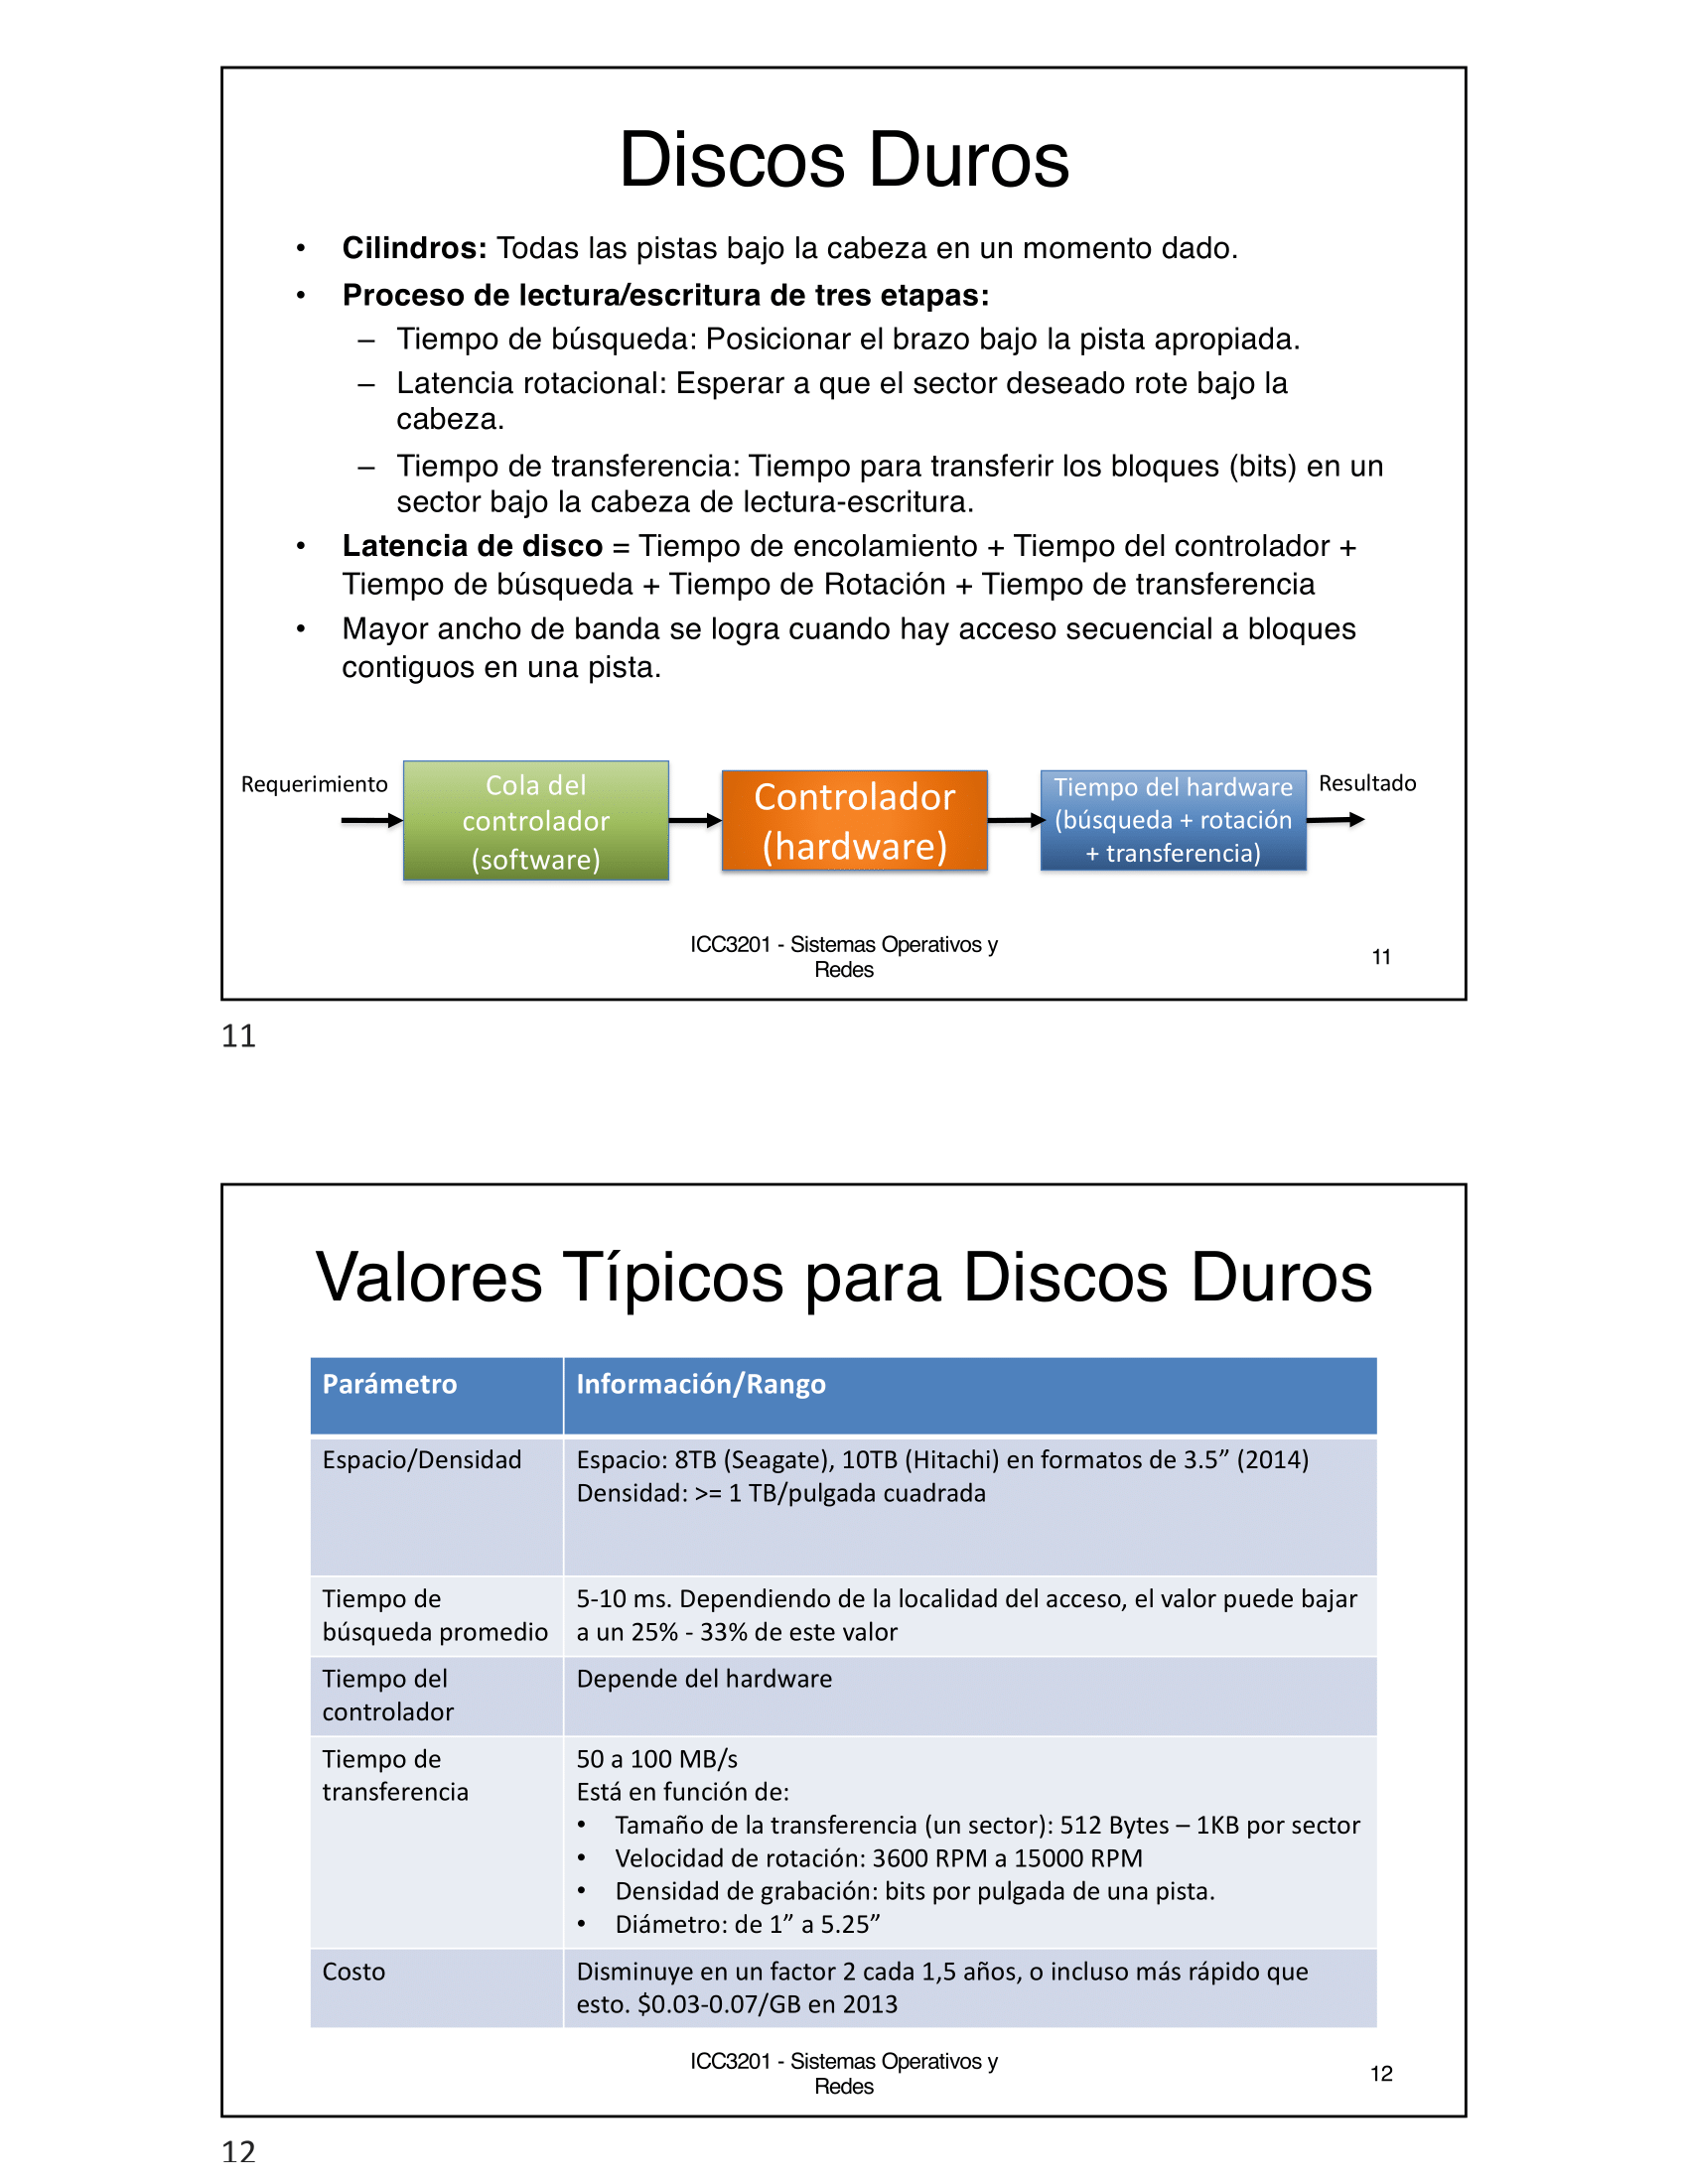 Discos Duros
• Cilindros: Todas las pistas bajo la cabeza en un momento dado.
• Proceso de lectura/escritura de tres etapas:
– Tiempo de búsqueda: Posicionar el brazo bajo la pista apropiada.
– Latencia rotacional: Esperar a que el sector deseado rote bajo la
cabeza.
– Tiempo de transferencia: Tiempo para transferir los bloques (bits) en un
sector bajo la cabeza de lectura-escritura.
• Latencia de disco = Tiempo de encolamiento + Tiempo del controlador +
Tiempo de búsqueda + Tiempo de Rotación + Tiempo de transferencia
• Mayor ancho de banda se logra cuando hay acceso secuencial a bloques
contiguos en una pista.
Requerimiento
Cola del
controlador
(software)
Controlador
(hardware)
Tiempo del hardware
(búsqueda + rotación
+ transferencia)
Resultado
ICC3201 - Sistemas Operativos y
Redes
11
11
Valores Típicos para Discos Duros
Parámetro
Información/Rango
Espacio/Densidad
Espacio: 8TB (Seagate), 10TB (Hitachi) en formatos de 3.5” (2014)
Densidad: >= 1 TB/pulgada cuadrada
Tiempo de
búsqueda promedio
5-10 ms. Dependiendo de la localidad del acceso, el valor puede bajar
a un 25% - 33% de este valor
Tiempo del
controlador
Depende del hardware
Tiempo de
transferencia
50 a 100 MB/s
Está en función de:
• Tamaño de la transferencia (un sector): 512 Bytes – 1KB por sector
• Velocidad de rotación: 3600 RPM a 15000 RPM
• Densidad de grabación: bits por pulgada de una pista.
• Diámetro: de 1” a 5.25”
Costo
Disminuye en un factor 2 cada 1,5 años, o incluso más rápido que
esto. $0.03-0.07/GB en 2013
ICC3201 - Sistemas Operativos y
Redes
12
12